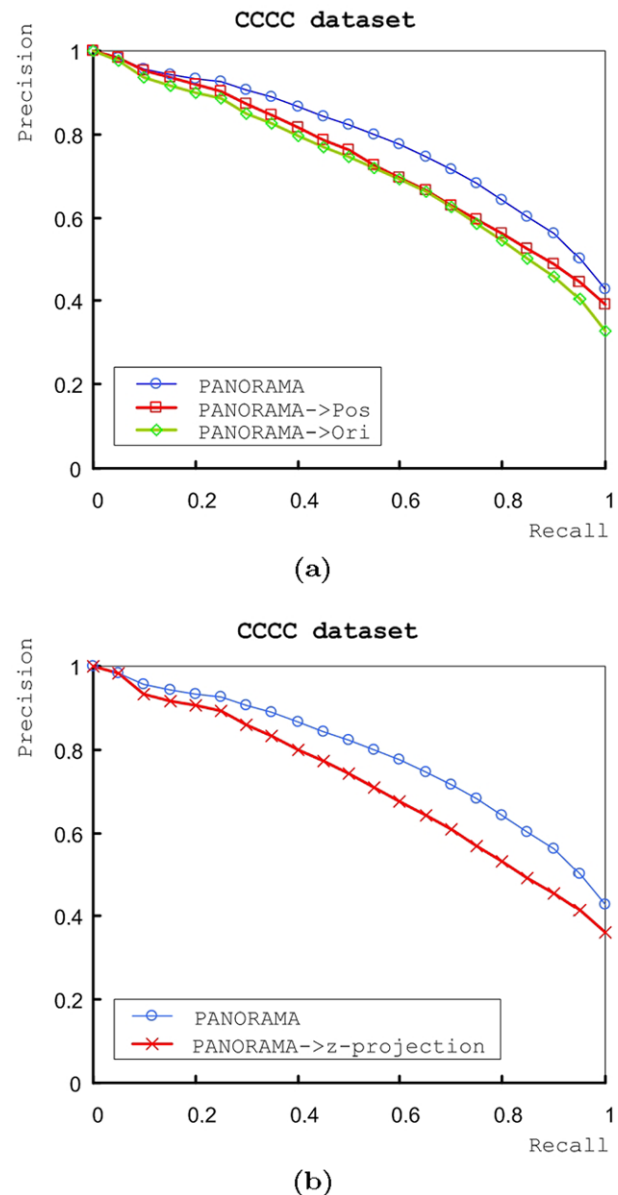 CCCC dataset
Precision
1
0.8
0.6
0.4
0.2
0
PANORAMA
PANORAMA->Pos
PANORAMA->Ori
0 0.2 0.4 0.6 0.8 1
Recall
(a)
CCCC dataset
Precision
1
0.8
0.6
0.4
0.2
0
PANORAMA
PANORAMA->z-projection
0 0.2 0.4 0.6 0.8 1
Recall
(b)